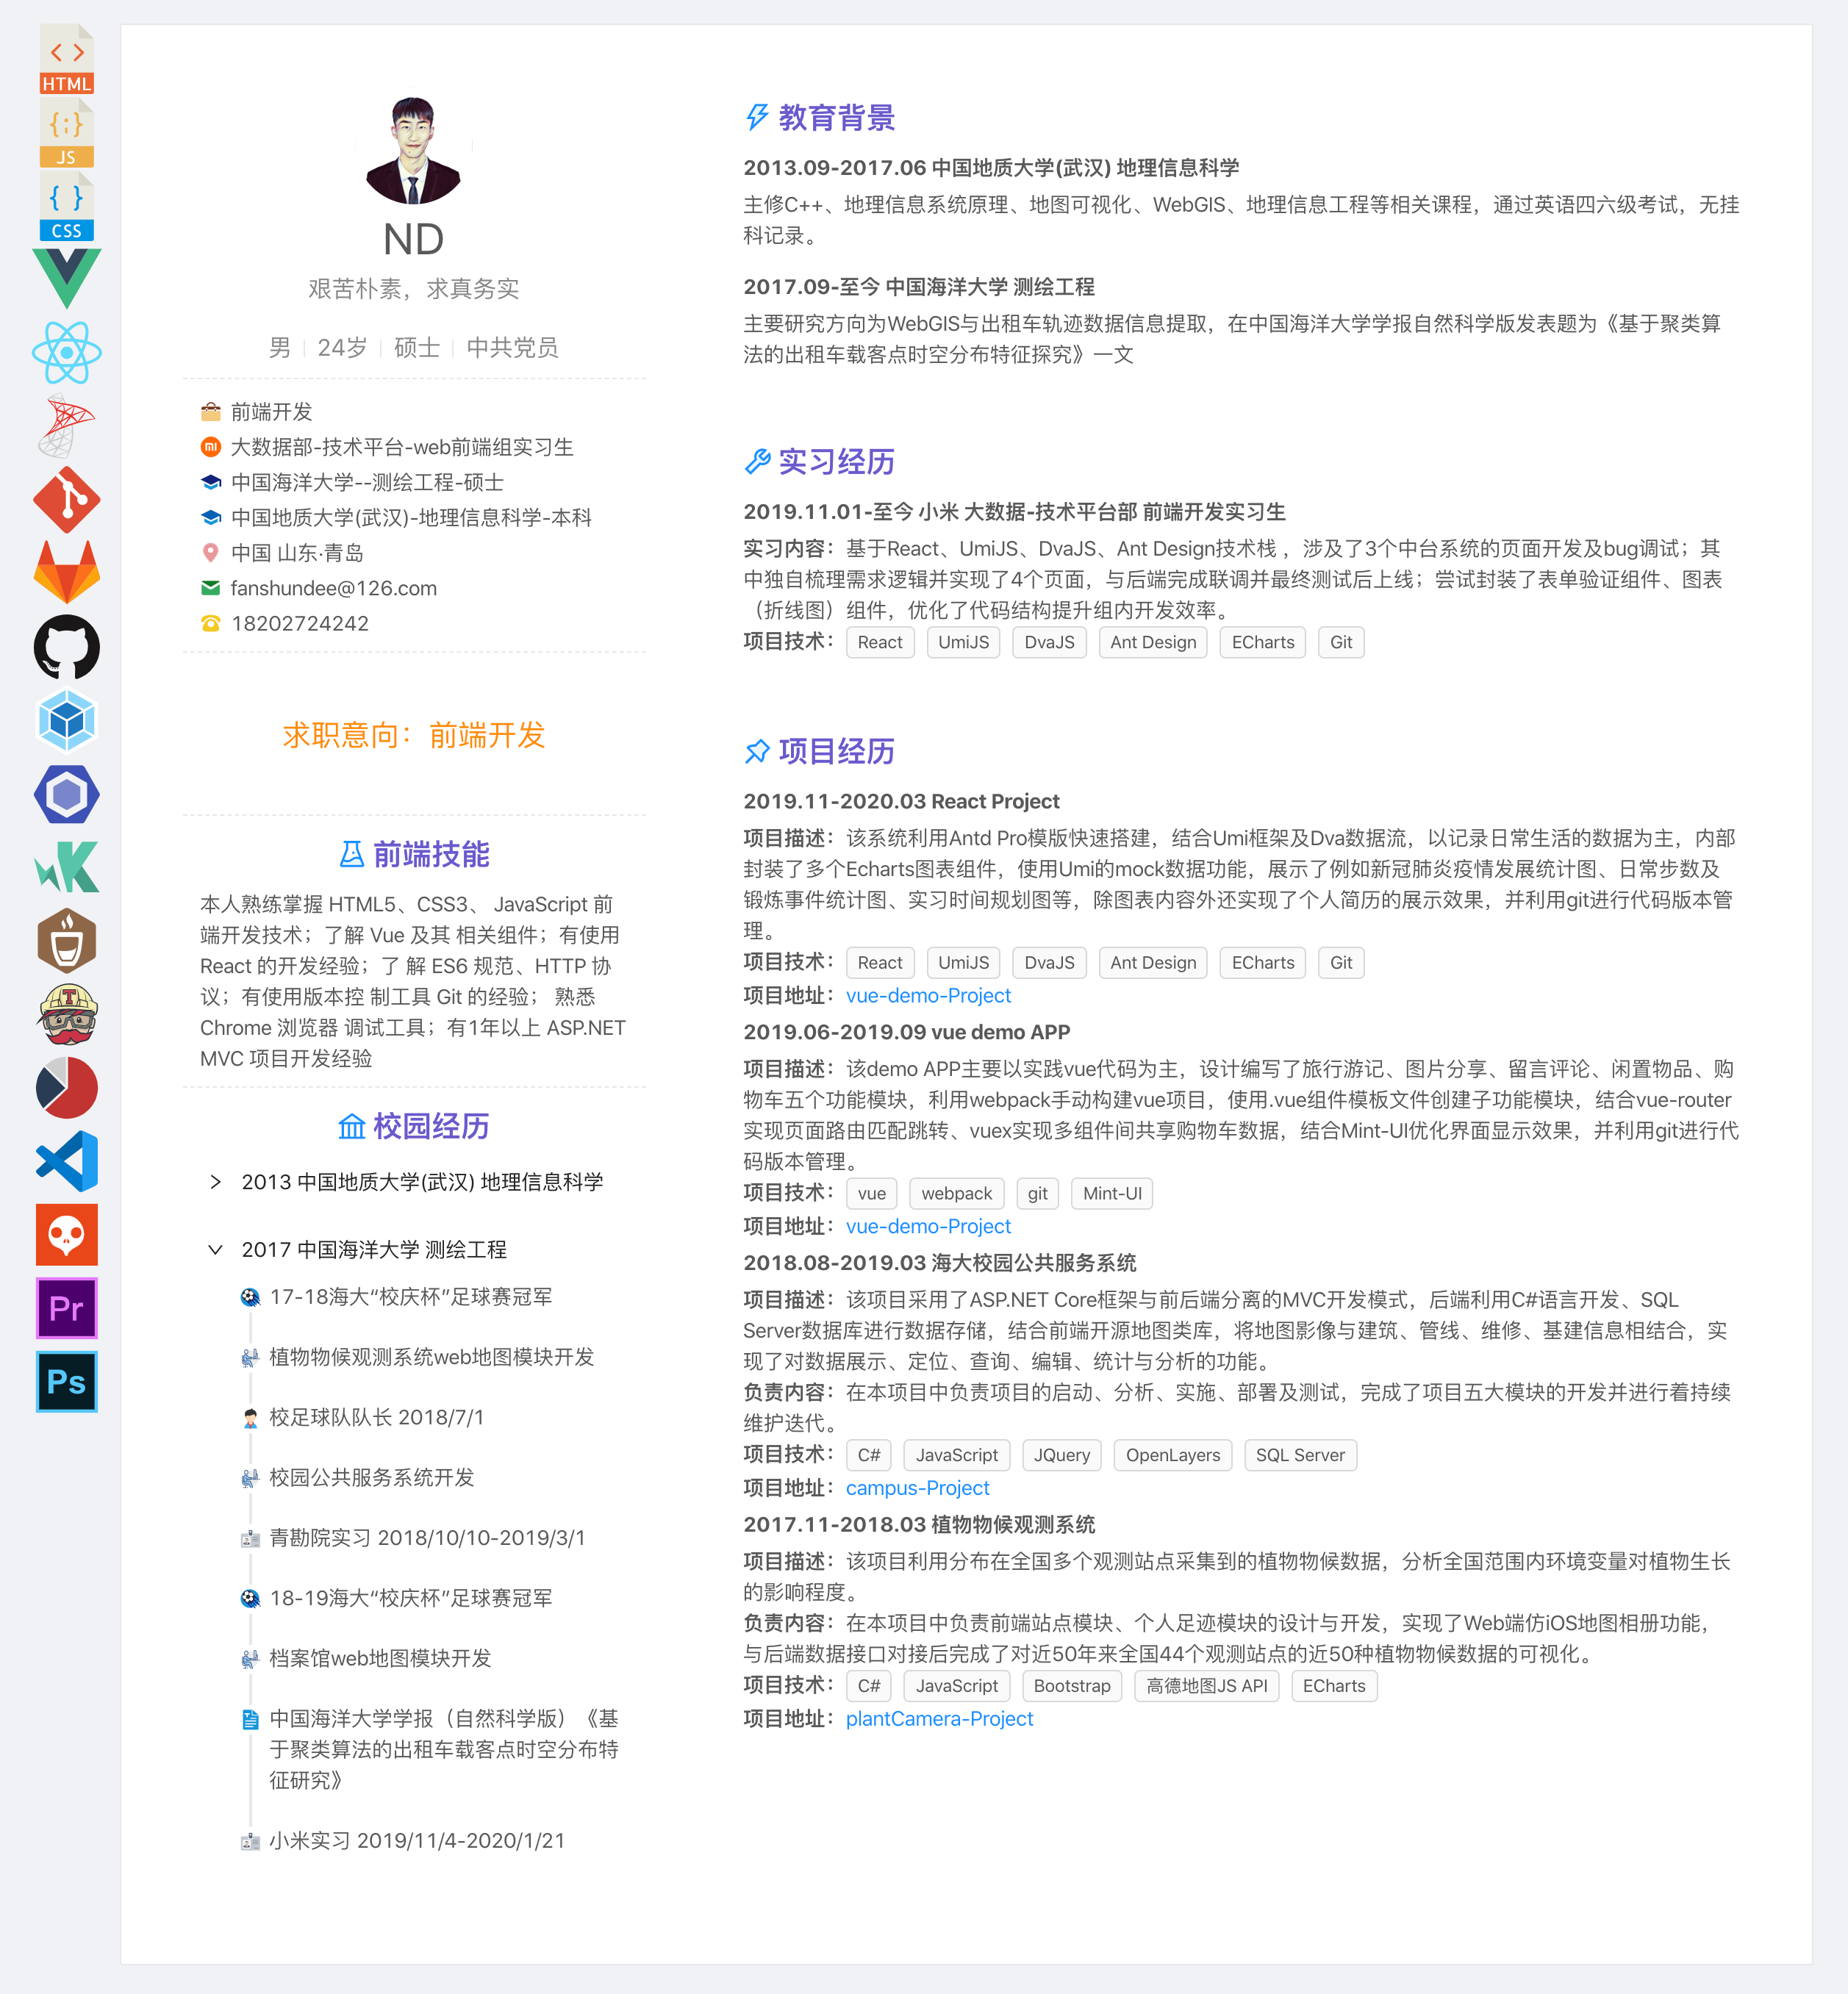 HTML
JS
CSS
Pr
Ps
ND
艰苦朴素，求真务实
男 24岁 硕士 中共党员
前端开发
大数据部-技术平台-web前端组实习生
中国海洋大学--测绘工程-硕士
中国地质大学(武汉)-地理信息科学-本科
中国 山东·青岛
fanshundee@126.com
18202724242
求职意向：前端开发
前端技能
本人熟练掌握 HTML5、CSS3、 JavaScript 前
端开发技术；了解 Vue 及其 相关组件；有使用
React 的开发经验；了 解 ES6 规范、HTTP 协
议；有使用版本控 制工具 Git 的经验； 熟悉
Chrome 浏览器 调试工具；有1年以上 ASP.NET
MVC 项目开发经验
校园经历
2013 中国地质大学(武汉) 地理信息科学
2017 中国海洋大学 测绘工程
17-18海大“校庆杯”足球赛冠军
植物物候观测系统web地图模块开发
校足球队队长 2018/7/1
校园公共服务系统开发
青勘院实习 2018/10/10-2019/3/1
18-19海大“校庆杯”足球赛冠军
档案馆web地图模块开发
中国海洋大学学报（自然科学版）《基
于聚类算法的出租车载客点时空分布特
征研究》
小米实习 2019/11/4-2020/1/21
教育背景
2013.09-2017.06 中国地质大学(武汉) 地理信息科学
主修C++、地理信息系统原理、地图可视化、WebGIS、地理信息工程等相关课程，通过英语四六级考试，无挂
科记录。
2017.09-至今 中国海洋大学 测绘工程
主要研究方向为WebGIS与出租车轨迹数据信息提取，在中国海洋大学学报自然科学版发表题为《基于聚类算
法的出租车载客点时空分布特征探究》一文
实习经历
2019.11.01-至今 小米 大数据-技术平台部 前端开发实习生
实习内容：基于React、UmiJS、DvaJS、Ant Design技术栈 ，涉及了3个中台系统的页面开发及bug调试；其
中独自梳理需求逻辑并实现了4个页面，与后端完成联调并最终测试后上线；尝试封装了表单验证组件、图表
（折线图）组件，优化了代码结构提升组内开发效率。
项目技术： React UmiJS DvaJS Ant Design ECharts Git
项目经历
2019.11-2020.03 React Project
项目描述：该系统利用Antd Pro模版快速搭建，结合Umi框架及Dva数据流，以记录日常生活的数据为主，内部
封装了多个Echarts图表组件，使用Umi的mock数据功能，展示了例如新冠肺炎疫情发展统计图、日常步数及
锻炼事件统计图、实习时间规划图等，除图表内容外还实现了个人简历的展示效果，并利用git进行代码版本管
理。
项目技术： React UmiJS DvaJS Ant Design ECharts Git
项目地址：vue-demo-Project
2019.06-2019.09 vue demo APP
项目描述：该demo APP主要以实践vue代码为主，设计编写了旅行游记、图片分享、留言评论、闲置物品、购
物车五个功能模块，利用webpack手动构建vue项目，使用.vue组件模板文件创建子功能模块，结合vue-router
实现页面路由匹配跳转、vuex实现多组件间共享购物车数据，结合Mint-UI优化界面显示效果，并利用git进行代
码版本管理。
项目技术： vue webpack git Mint-UI
项目地址：vue-demo-Project
2018.08-2019.03 海大校园公共服务系统
项目描述：该项目采用了ASP.NET Core框架与前后端分离的MVC开发模式，后端利用C#语言开发、SQL
Server数据库进行数据存储，结合前端开源地图类库，将地图影像与建筑、管线、维修、基建信息相结合，实
现了对数据展示、定位、查询、编辑、统计与分析的功能。
负责内容：在本项目中负责项目的启动、分析、实施、部署及测试，完成了项目五大模块的开发并进行着持续
维护迭代。
项目技术： C# JavaScript JQuery OpenLayers SQL Server
项目地址：campus-Project
2017.11-2018.03 植物物候观测系统
项目描述：该项目利用分布在全国多个观测站点采集到的植物物候数据，分析全国范围内环境变量对植物生长
的影响程度。
负责内容：在本项目中负责前端站点模块、个人足迹模块的设计与开发，实现了Web端仿iOS地图相册功能，
与后端数据接口对接后完成了对近50年来全国44个观测站点的近50种植物物候数据的可视化。
项目技术： C# JavaScript Bootstrap 高德地图JS API ECharts
项目地址：plantCamera-Project